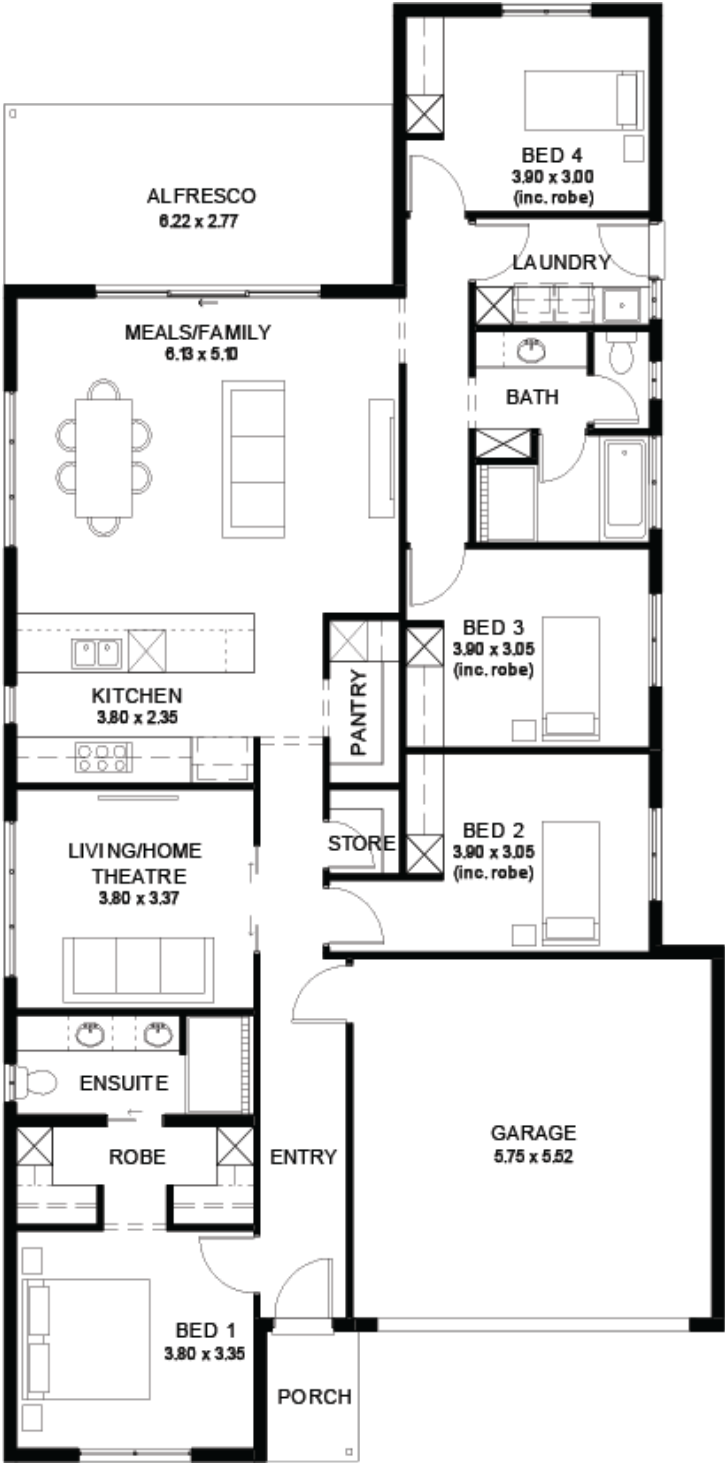 BED 4
3.90 x 3.00
(inc. robe)
ALFRESCO
6.22 x 2.77
LAUNDRY
MEALS/FAMILY
6.13 x 5.10
BATH
BED 3
3.90 x 3.05
(inc. robe)
KITCHEN
3.80 x 2.35
PANTRY
LIVING/HOME
THEATRE
3.80 x 3.37
STORE
BED 2
3.90 x 3.05
(inc. robe)
ENSUITE
ROBE
ENTRY
GARAGE
5.75 x 5.52
BED 1
3.80 x 3.35
PORCH